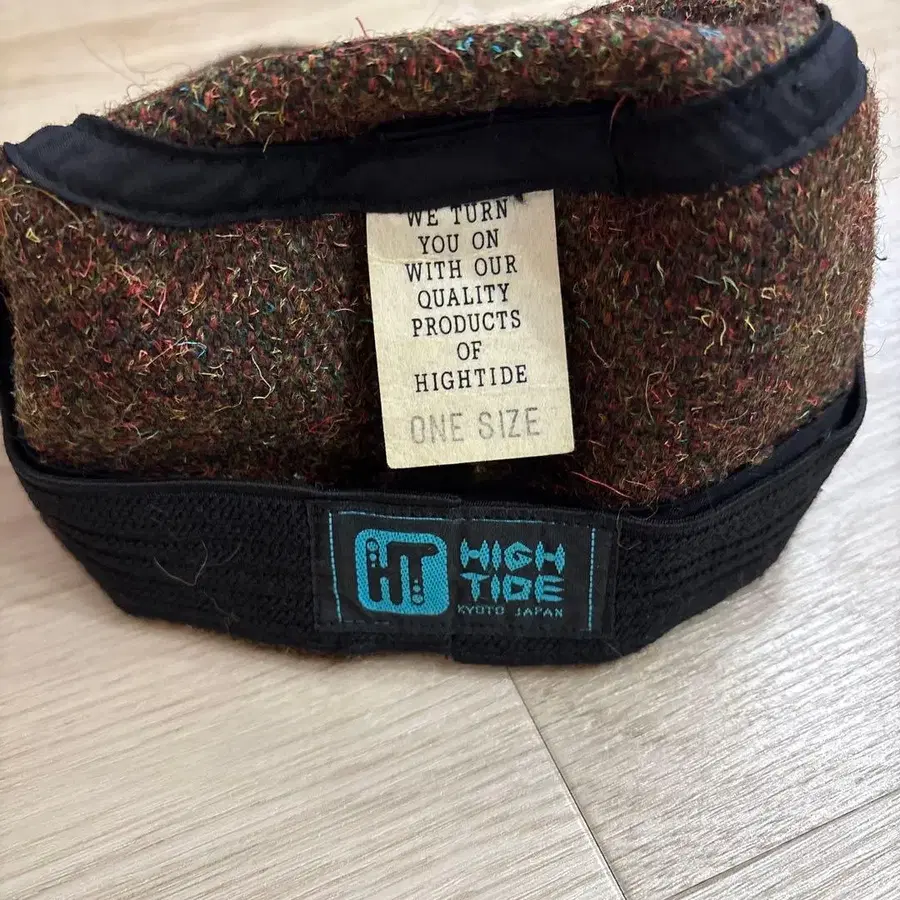 WE TURN
YOU ON
WITH OUR
QUALITY
PRODUCTS
OF
HIGHTIDE
ONE SIZE
HT
HIGH
TIDE
KYOTO JAPAN